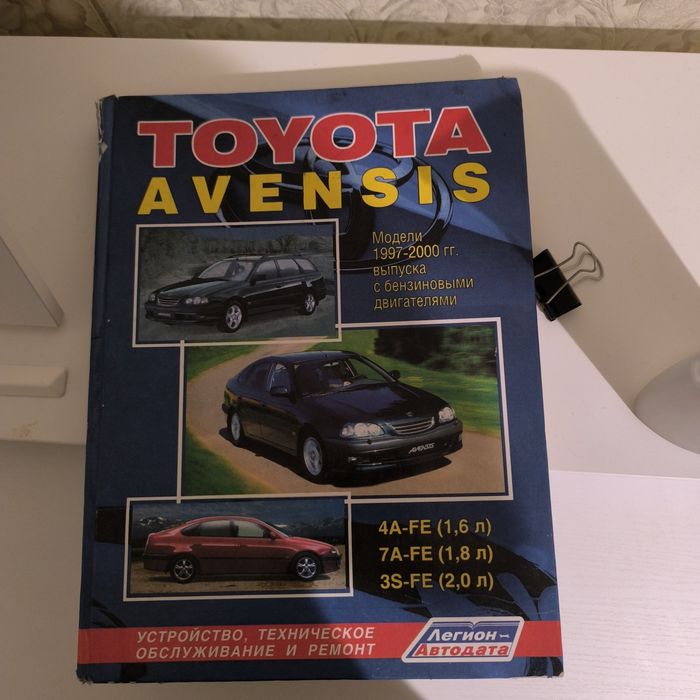 TOYOTA
AVENSIS
Модели
1997-2000 гг.
выпуска
с бензиновыми
двигателями
AVENSIS
4A-FE (1,6 л)
7A-FE (1,8 л)
3S-FE (2,0 л)
УСТРОЙСТВО, ТЕХНИЧЕСКОЕ
ОБСЛУЖИВАНИЕ И РЕМОНТ
Легион
Автодата